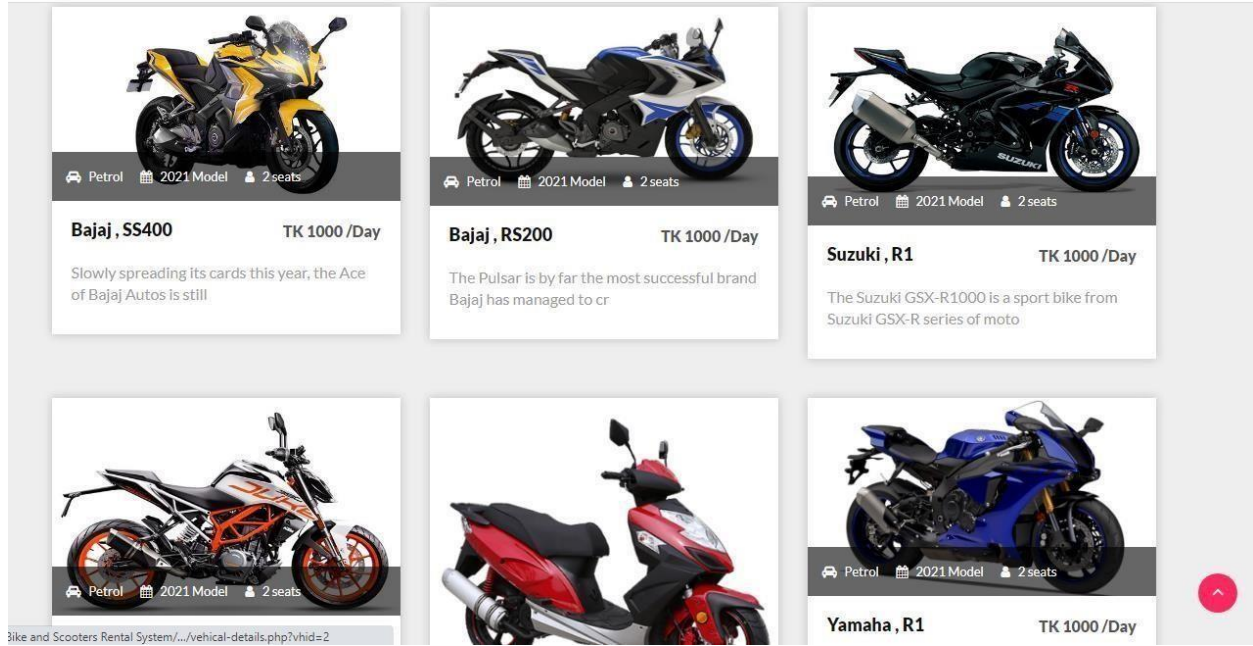 Petrol 2021 Model 2 seats
Bajaj , SS400 TK 1000 /Day
Slowly spreading its cards this year, the Ace
of Bajaj Autos is still
Petrol 2021 Model 2 seats
Bajaj , RS200 TK 1000 /Day
The Pulsar is by far the most successful brand
Bajaj has managed to cr
SUZUKI
Petrol 2021 Model 2 seats
Suzuki , R1 TK 1000 /Day
The Suzuki GSX-R1000 is a sport bike from
Suzuki GSX-R series of moto
DUKE
Petrol 2021 Model 2 seats
Petrol 2021 Model 2 seats
Yamaha , R1 TK 1000 /Day
Bike and Scooters Rental System/.../vehical-details.php?vhid=2